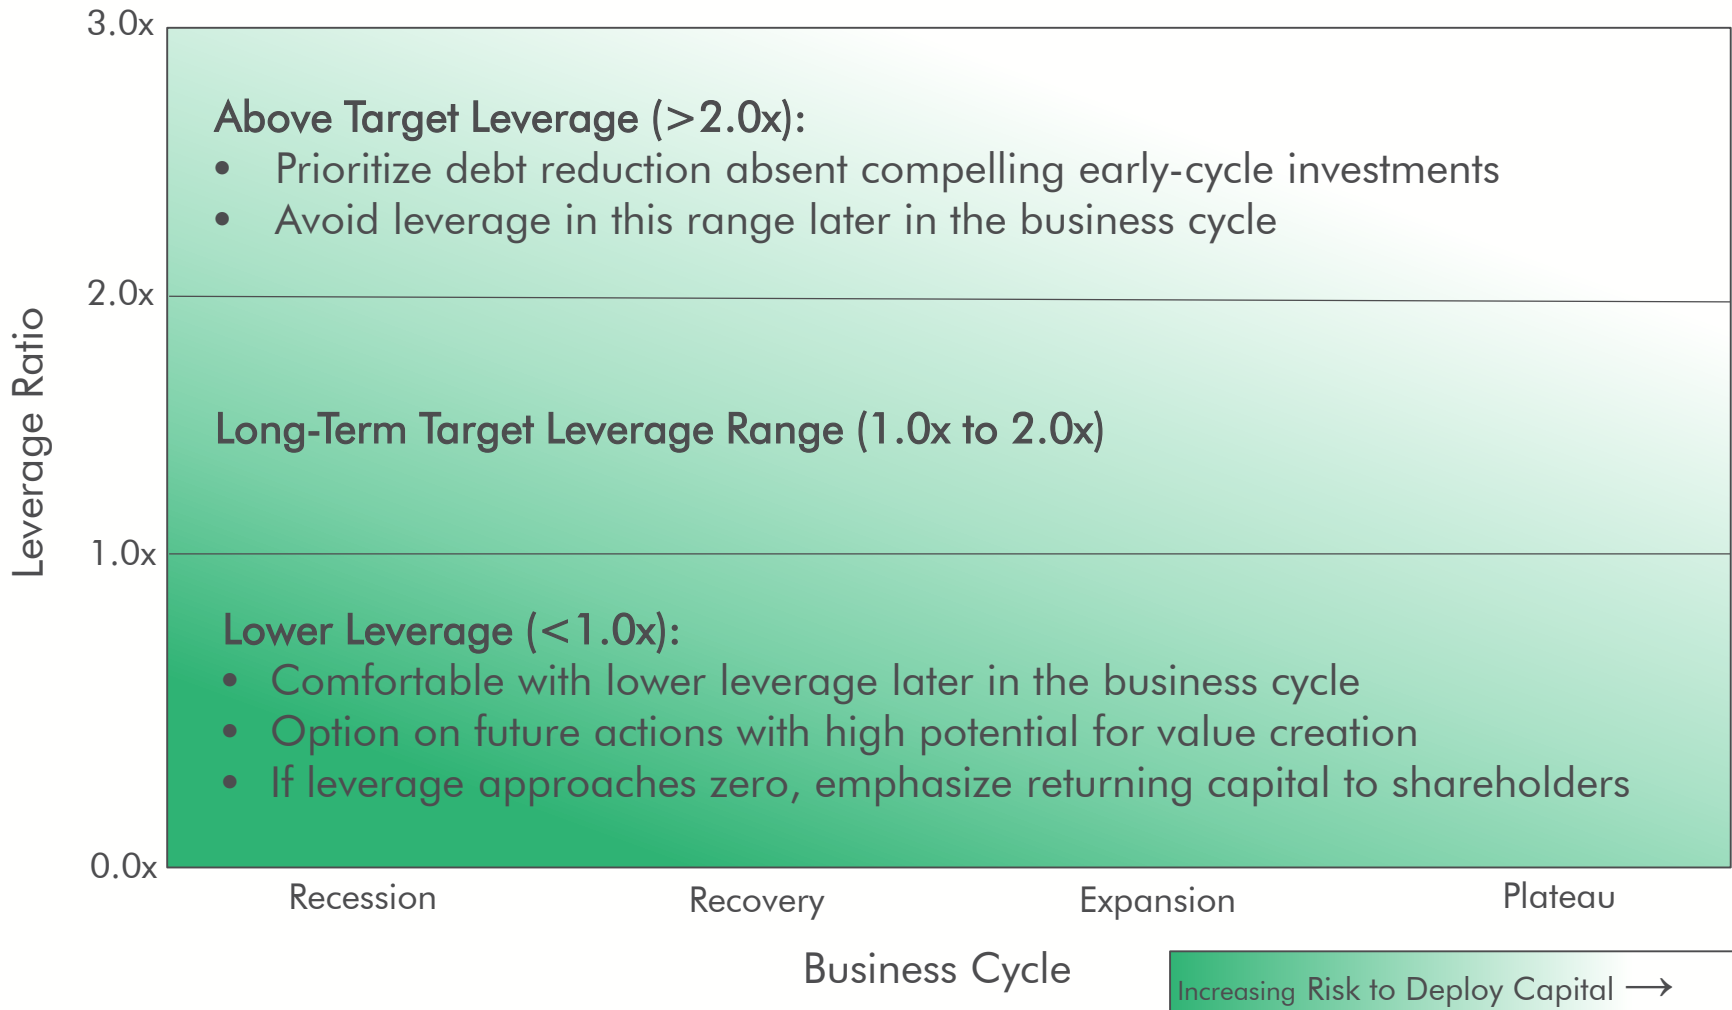 3.0x
Above Target Leverage (>2.0x):
• Prioritize debt reduction absent compelling early-cycle investments
• Avoid leverage in this range later in the business cycle
2.0x
Leverage Ratio
Long-Term Target Leverage Range (1.0x to 2.0x)
1.0x
Lower Leverage (<1.0x):
• Comfortable with lower leverage later in the business cycle
• Option on future actions with high potential for value creation
• If leverage approaches zero, emphasize returning capital to shareholders
0.0x
Recession Recovery Expansion Plateau
Business Cycle
Increasing Risk to Deploy Capital →